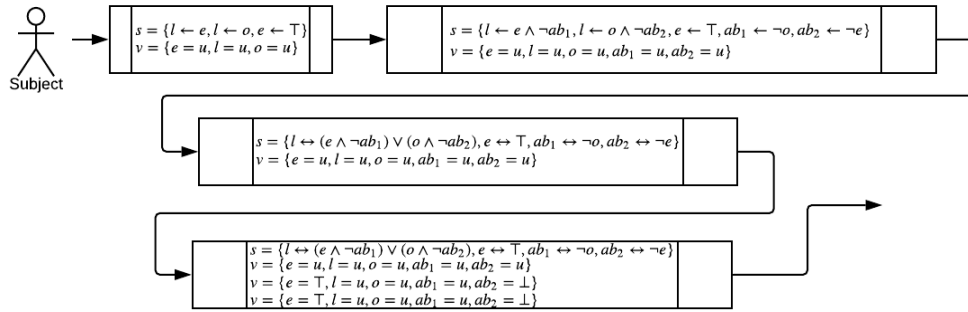 s = {l ← e, l ← o, e ← ⊤}
v = {e = u, l = u, o = u}
s = {l ← e ∧ ¬ab₁, l ← o ∧ ¬ab₂, e ← ⊤, ab₁ ← ¬o, ab₂ ← ¬e}
v = {e = u, l = u, o = u, ab₁ = u, ab₂ = u}
Subject
s = {l ↔ (e ∧ ¬ab₁) ∨ (o ∧ ¬ab₂), e ↔ ⊤, ab₁ ↔ ¬o, ab₂ ↔ ¬e}
v = {e = u, l = u, o = u, ab₁ = u, ab₂ = u}
s = {l ↔ (e ∧ ¬ab₁) ∨ (o ∧ ¬ab₂), e ↔ ⊤, ab₁ ↔ ¬o, ab₂ ↔ ¬e}
v = {e = u, l = u, o = u, ab₁ = u, ab₂ = u}
v = {e = ⊤, l = u, o = u, ab₁ = u, ab₂ = ⊥}
v = {e = ⊤, l = u, o = u, ab₁ = u, ab₂ = ⊥}